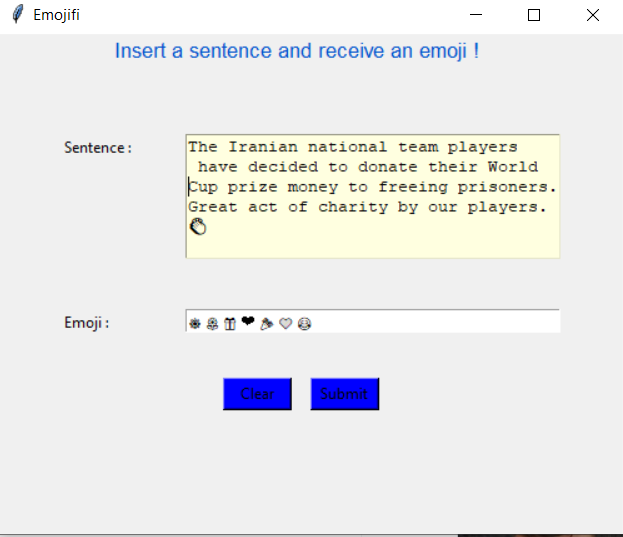 Emojifi
Insert a sentence and receive an emoji !
Sentence :
The Iranian national team players
have decided to donate their World
Cup prize money to freeing prisoners.
Great act of charity by our players.
Emoji :
Clear
Submit